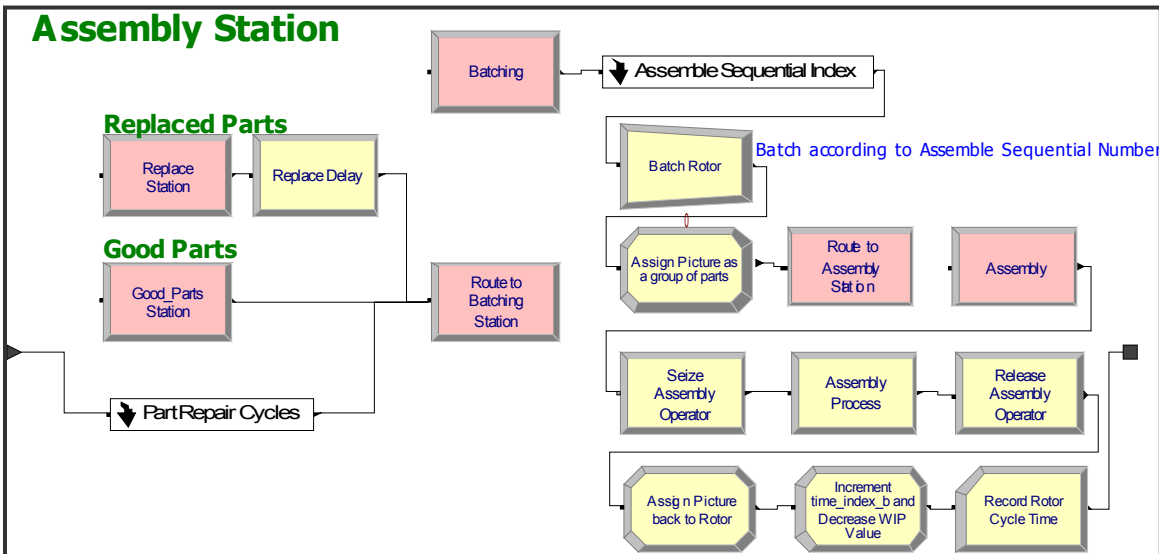 Assembly Station
Batching
Assemble Sequential Index
Replaced Parts
Replace
Station
Replace Delay
Batch Rotor
Batch according to Assemble Sequential Number
Good Parts
Good_Parts
Station
Route to
Batching
Station
Assign Picture as
a group of parts
Route to
Assembly
Station
Assembly
Part Repair Cycles
Seize
Assembly
Operator
Assembly
Process
Release
Assembly
Operator
Assign Picture
back to Rotor
Increment
time_index_b and
Decrease WIP
Value
Record Rotor
Cycle Time